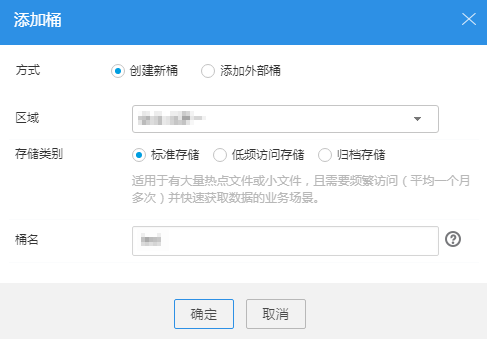 添加桶
方式 创建新桶 添加外部桶
区域
存储类别 标准存储 低频访问存储 归档存储
适用于有大量热点文件或小文件，且需要频繁访问（平均一个月
多次）并快速获取数据的业务场景。
桶名
确定 取消